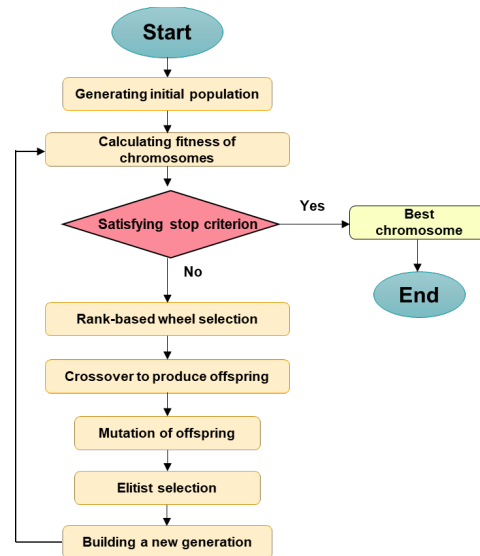 Start
Generating initial population
Calculating fitness of
chromosomes
Satisfying stop criterion
Yes
Best
chromosome
No
End
Rank-based wheel selection
Crossover to produce offspring
Mutation of offspring
Elitist selection
Building a new generation